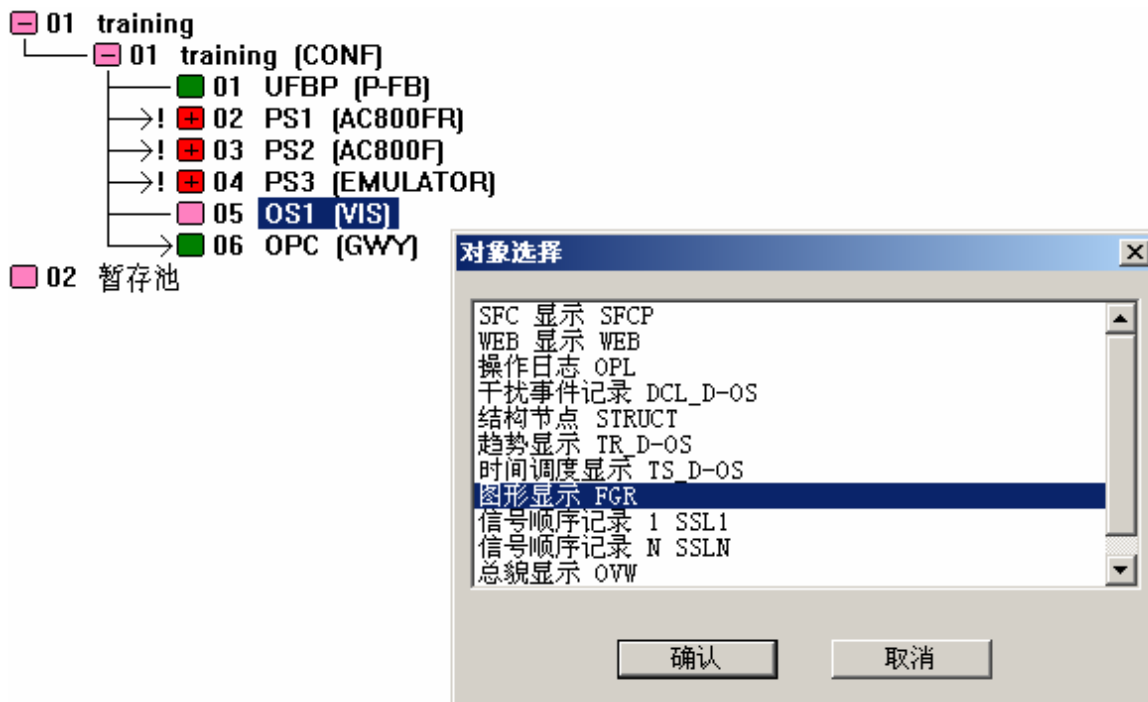 01 training
01 training (CONF)
01 UFBP (P-FB)
! 02 PS1 (AC800FR)
! 03 PS2 (AC800F)
! 04 PS3 (EMULATOR)
05 OS1 (VIS)
06 OPC (GWY)
02 暂存池
对象选择
SFC 显示 SFCP
WEB 显示 WEB
操作日志 OPL
干扰事件记录 DCL_D-OS
结构节点 STRUCT
趋势显示 TR_D-OS
时间调度显示 TS_D-OS
图形显示 FGR
信号顺序记录 1 SSL1
信号顺序记录 N SSLN
总貌显示 OVW
确认
取消